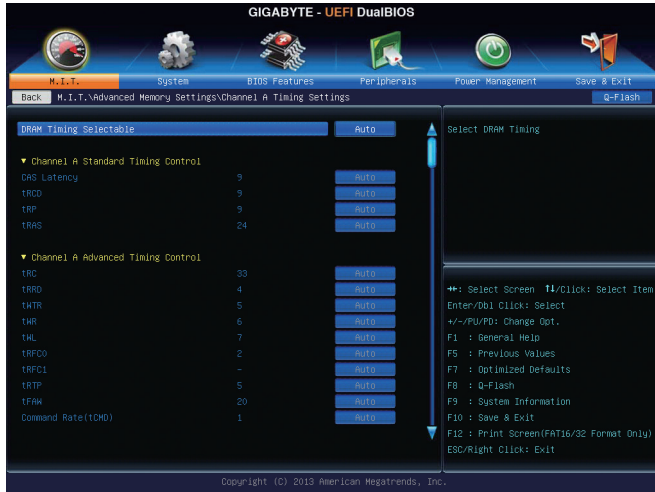 GIGABYTE - UEFI DualBIOS
M.I.T. System BIOS Features Peripherals Power Management Save & Exit
Back M.I.T.\Advanced Memory Settings\Channel A Timing Settings Q-Flash
DRAM Timing Selectable Auto Select DRAM Timing
▼ Channel A Standard Timing Control
CAS Latency 9 Auto
tRCD 9 Auto
tRP 9 Auto
tRAS 24 Auto
▼ Channel A Advanced Timing Control
tRC 33 Auto
tRRD 4 Auto
tWTR 5 Auto
tWR 6 Auto
tWL 7 Auto
tRFC0 2 Auto
tRFC1 - Auto
tRTP 5 Auto
tFAW 20 Auto
Command Rate(tCMD) 1 Auto
→←: Select Screen ↑↓/Click: Select Item
Enter/Dbl Click: Select
+/-/PU/PD: Change Opt.
F1 : General Help
F5 : Previous Values
F7 : Optimized Defaults
F8 : Q-Flash
F9 : System Information
F10 : Save & Exit
F12 : Print Screen(FAT16/32 Format Only)
ESC/Right Click: Exit
Copyright (C) 2013 American Megatrends, Inc.